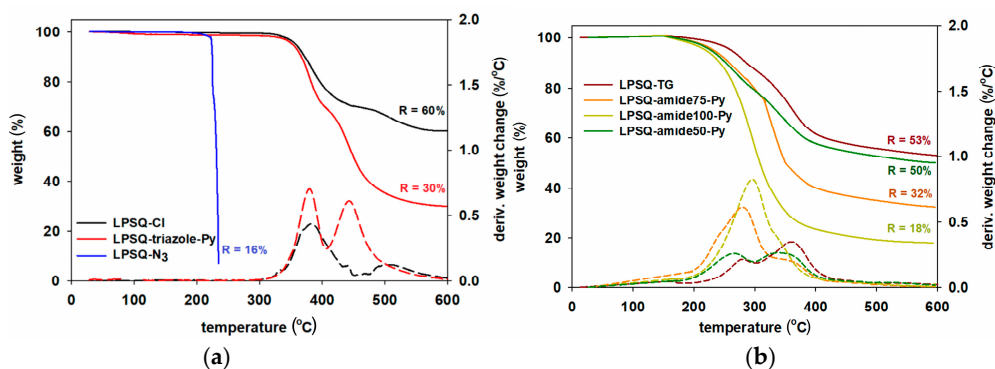 100
80
60
40
20
0
weight (%)
2.0
1.5
1.0
0.5
0.0
deriv. weight change (%/°C)
R = 60%
R = 30%
R = 16%
LPSQ-Cl
LPSQ-triazole-Py
LPSQ-N3
0 100 200 300 400 500 600
temperature (°C)
(a)
100
80
60
40
20
0
weight (%)
2.0
1.5
1.0
0.5
0.0
deriv. weight change (%/°C)
LPSQ-TG
LPSQ-amide75-Py
LPSQ-amide100-Py
LPSQ-amide50-Py
R = 53%
R = 50%
R = 32%
R = 18%
0 100 200 300 400 500 600
temperature (°C)
(b)